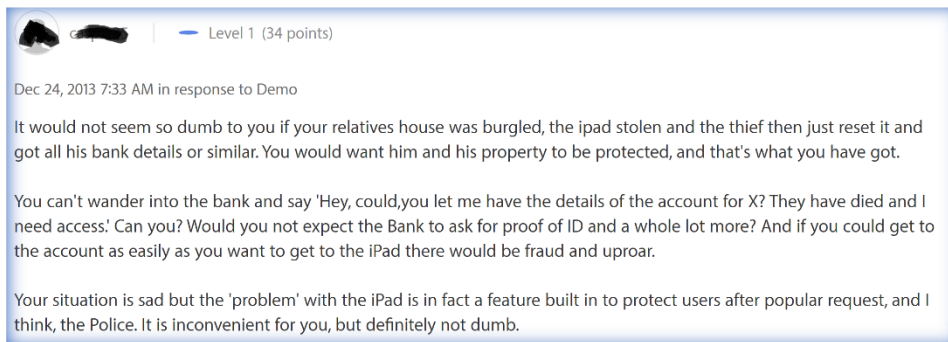 Level 1 (34 points)
Dec 24, 2013 7:33 AM in response to Demo
It would not seem so dumb to you if your relatives house was burgled, the ipad stolen and the thief then just reset it and
got all his bank details or similar. You would want him and his property to be protected, and that's what you have got.
You can't wander into the bank and say 'Hey, could,you let me have the details of the account for X? They have died and I
need access.' Can you? Would you not expect the Bank to ask for proof of ID and a whole lot more? And if you could get to
the account as easily as you want to get to the iPad there would be fraud and uproar.
Your situation is sad but the 'problem' with the iPad is in fact a feature built in to protect users after popular request, and I
think, the Police. It is inconvenient for you, but definitely not dumb.